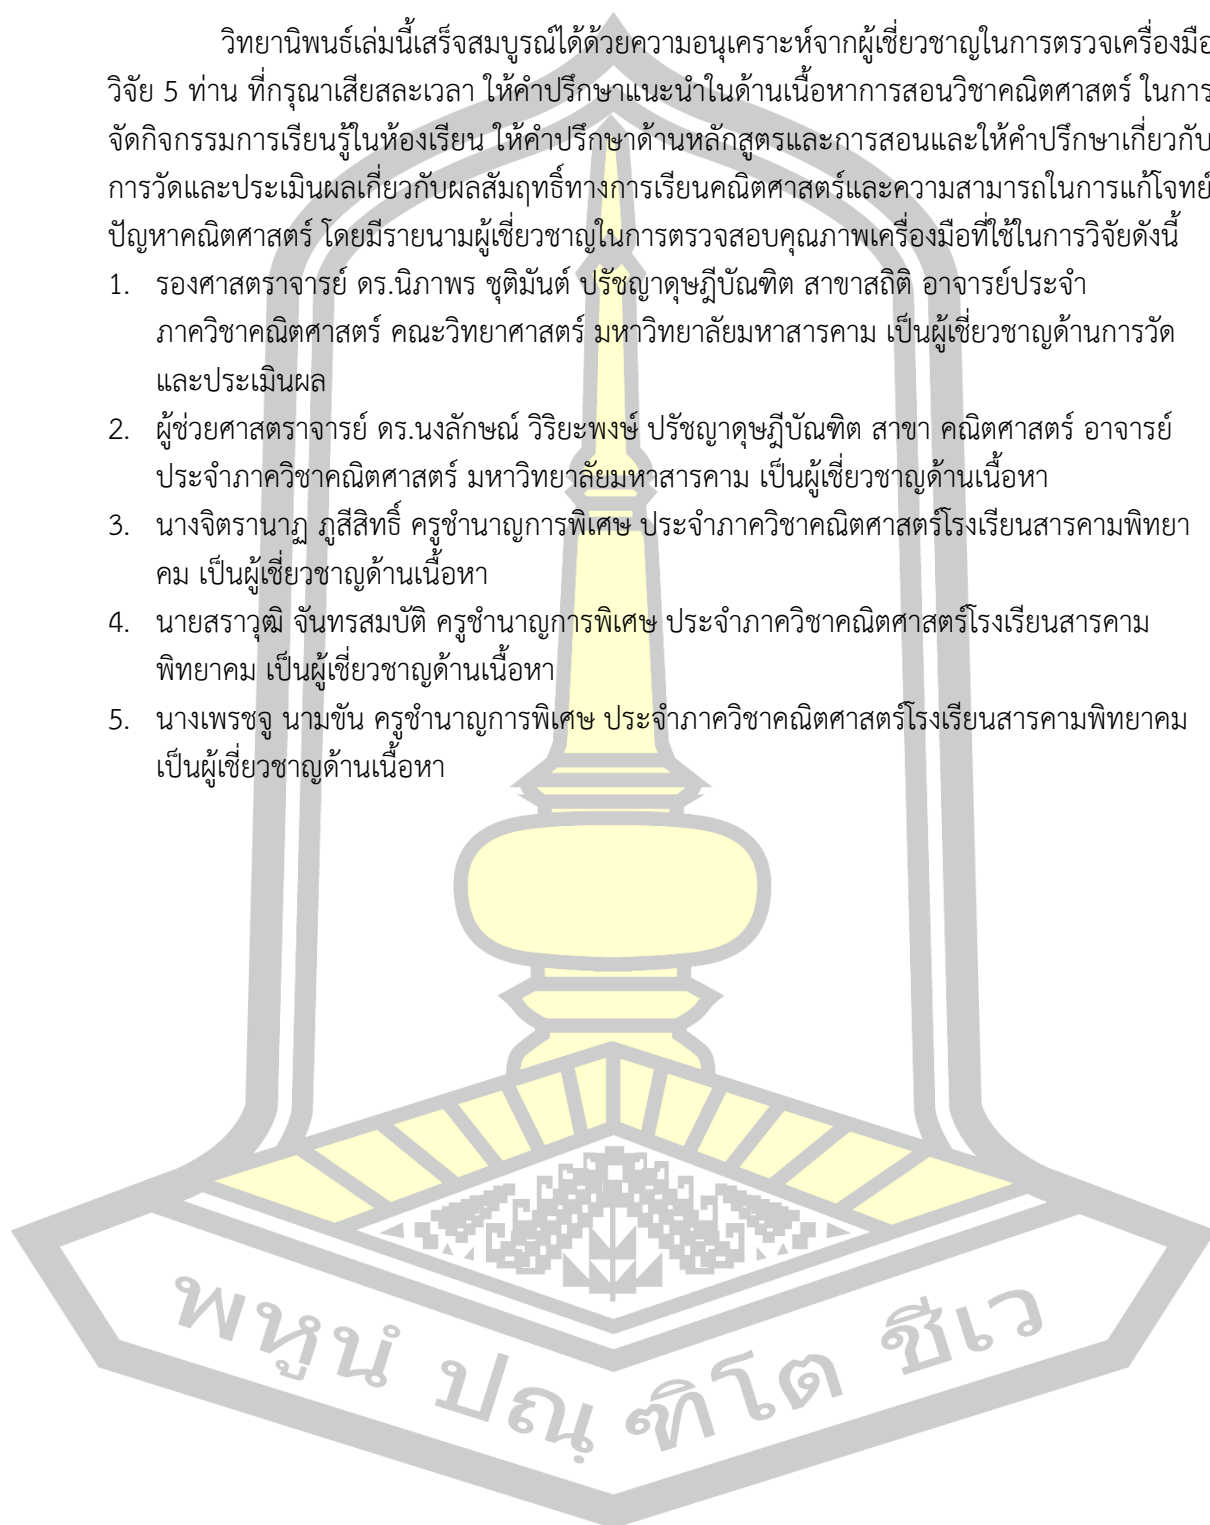 วิทยานิพนธ์เล่มนี้เสร็จสมบูรณ์ได้ด้วยความอนุเคราะห์จากผู้เชี่ยวชาญในการตรวจเครื่องมือ
วิจัย 5 ท่าน ที่กรุณาเสียสละเวลา ให้คำปรึกษาแนะนำในด้านเนื้อหาการสอนวิชาคณิตศาสตร์ ในการ
จัดกิจกรรมการเรียนรู้ในห้องเรียน ให้คำปรึกษาด้านหลักสูตรและการสอนและให้คำปรึกษาเกี่ยวกับ
การวัดและประเมินผลเกี่ยวกับผลสัมฤทธิ์ทางการเรียนคณิตศาสตร์และความสามารถในการแก้โจทย์
ปัญหาคณิตศาสตร์ โดยมีรายนามผู้เชี่ยวชาญในการตรวจสอบคุณภาพเครื่องมือที่ใช้ในการวิจัยดังนี้
1. รองศาสตราจารย์ ดร.นิภาพร ชุติมันต์ ปรัชญาดุษฎีบัณฑิต สาขาสถิติ อาจารย์ประจำ
ภาควิชาคณิตศาสตร์ คณะวิทยาศาสตร์ มหาวิทยาลัยมหาสารคาม เป็นผู้เชี่ยวชาญด้านการวัด
และประเมินผล
2. ผู้ช่วยศาสตราจารย์ ดร.นงลักษณ์ วิริยะพงษ์ ปรัชญาดุษฎีบัณฑิต สาขา คณิตศาสตร์ อาจารย์
ประจำภาควิชาคณิตศาสตร์ มหาวิทยาลัยมหาสารคาม เป็นผู้เชี่ยวชาญด้านเนื้อหา
3. นางจิตรานาฏ ภูสีสิทธิ์ ครูชำนาญการพิเศษ ประจำภาควิชาคณิตศาสตร์โรงเรียนสารคามพิทยา
คม เป็นผู้เชี่ยวชาญด้านเนื้อหา
4. นายสราวุฒิ จันทรสมบัติ ครูชำนาญการพิเศษ ประจำภาควิชาคณิตศาสตร์โรงเรียนสารคาม
พิทยาคม เป็นผู้เชี่ยวชาญด้านเนื้อหา
5. นางเพรชจู นามขัน ครูชำนาญการพิเศษ ประจำภาควิชาคณิตศาสตร์โรงเรียนสารคามพิทยาคม
เป็นผู้เชี่ยวชาญด้านเนื้อหา
พหูนํ ปณฺฑิโต ชีเว